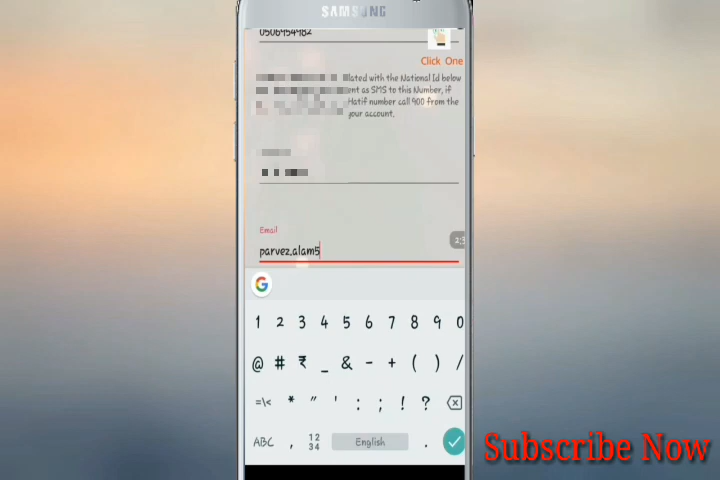 SAMSUNG
Click One
lated with the National Id below
ent as SMS to this Number, if
Hatif number call 900 from the
your account.
Email
parvez.alam5
1 2 3 4 5 6 7 8 9 0
@ # ₹ _ & - + ( ) /
=\< * " ' : ; ! ?
ABC , 12 34 English .
Subscribe Now